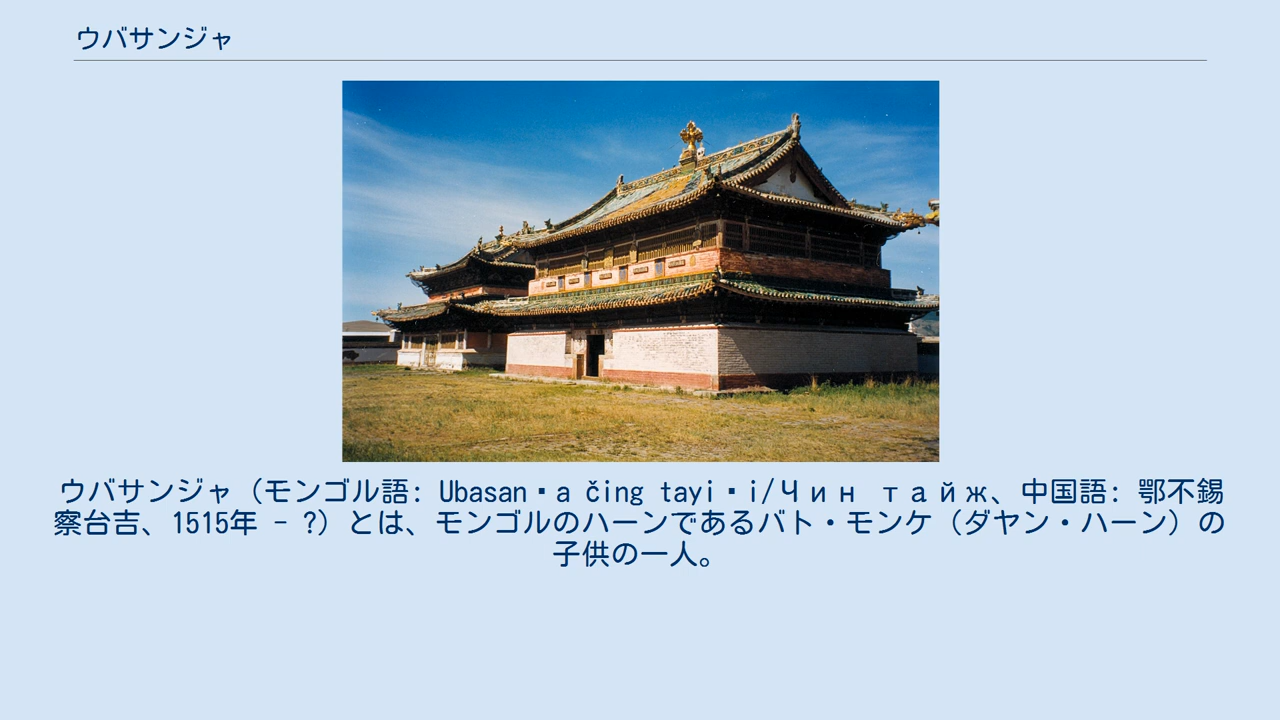 ウバサンジャ
ウバサンジャ（モンゴル語: Ubasan▪a čing tayi▪i/Чин тайж、中国語: 鄂不錫
察台吉、1515年 - ?）とは、モンゴルのハーンであるバト・モンケ（ダヤン・ハーン）の
子供の一人。